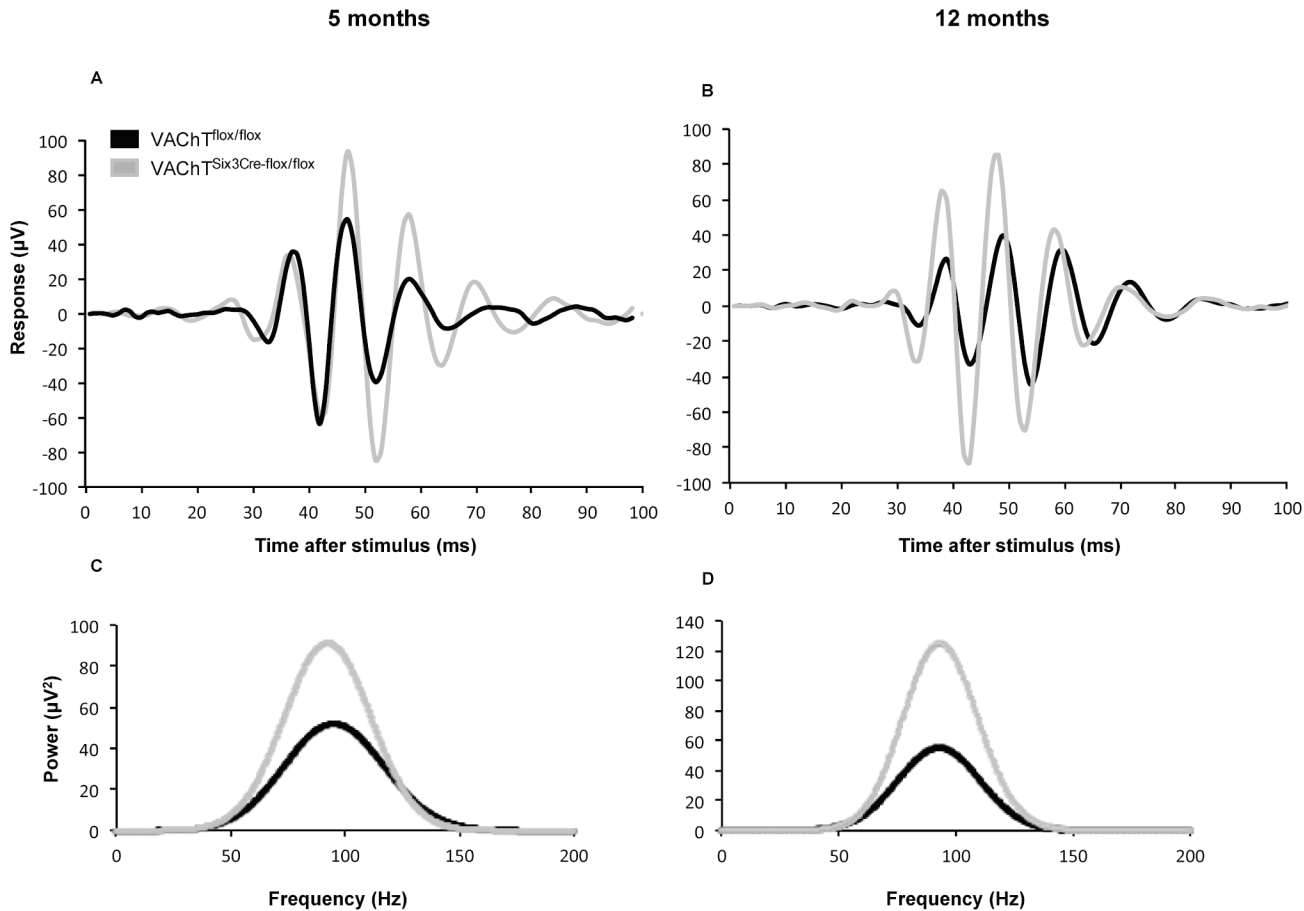 5 months
12 months
A
B
VAChTflox/flox
VAChTSix3Cre-flox/flox
100
80
60
40
20
0
-20
-40
-60
-80
-100
Response (µV)
0 10 20 30 40 50 60 70 80 90 100
Time after stimulus (ms)
100
80
60
40
20
0
-20
-40
-60
-80
-100
0 10 20 30 40 50 60 70 80 90 100
Time after stimulus (ms)
C
D
100
80
60
40
20
0
Power (µV²)
0 50 100 150 200
Frequency (Hz)
140
120
100
80
60
40
20
0
0 50 100 150 200
Frequency (Hz)